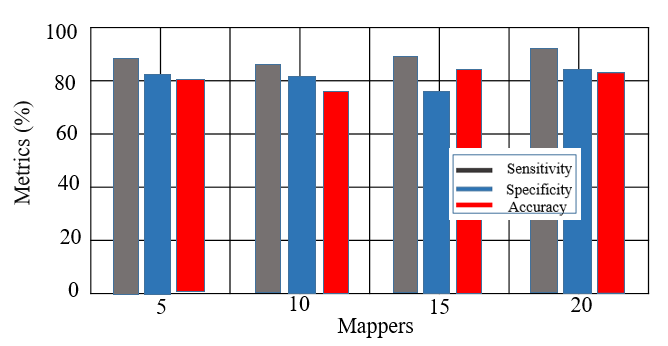 100
80
60
40
20
0
Metrics (%)
Sensitivity
Specificity
Accuracy
5 10 15 20
Mappers